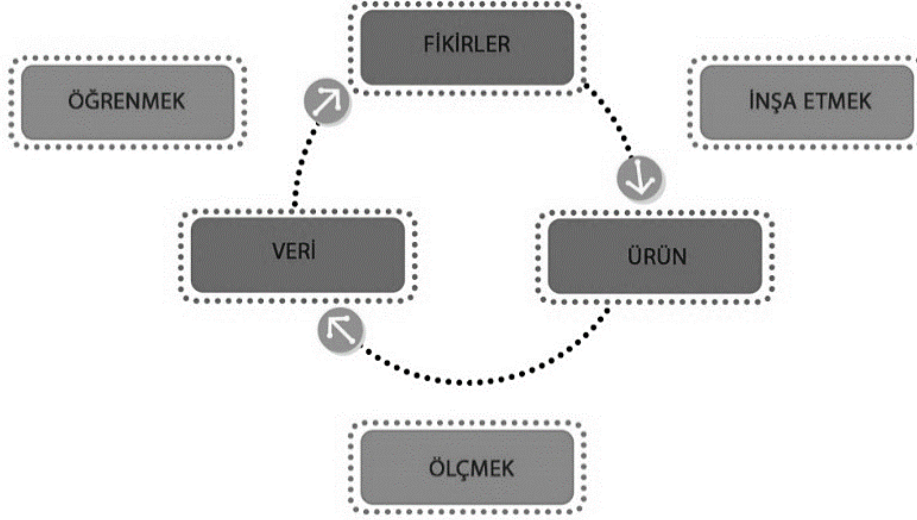 FİKİRLER
ÖĞRENMEK
İNŞA ETMEK
VERİ
ÜRÜN
ÖLÇMEK